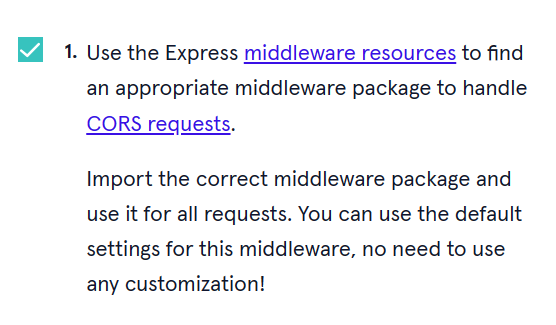 1. Use the Express middleware resources to find
an appropriate middleware package to handle
CORS requests.
Import the correct middleware package and
use it for all requests. You can use the default
settings for this middleware, no need to use
any customization!